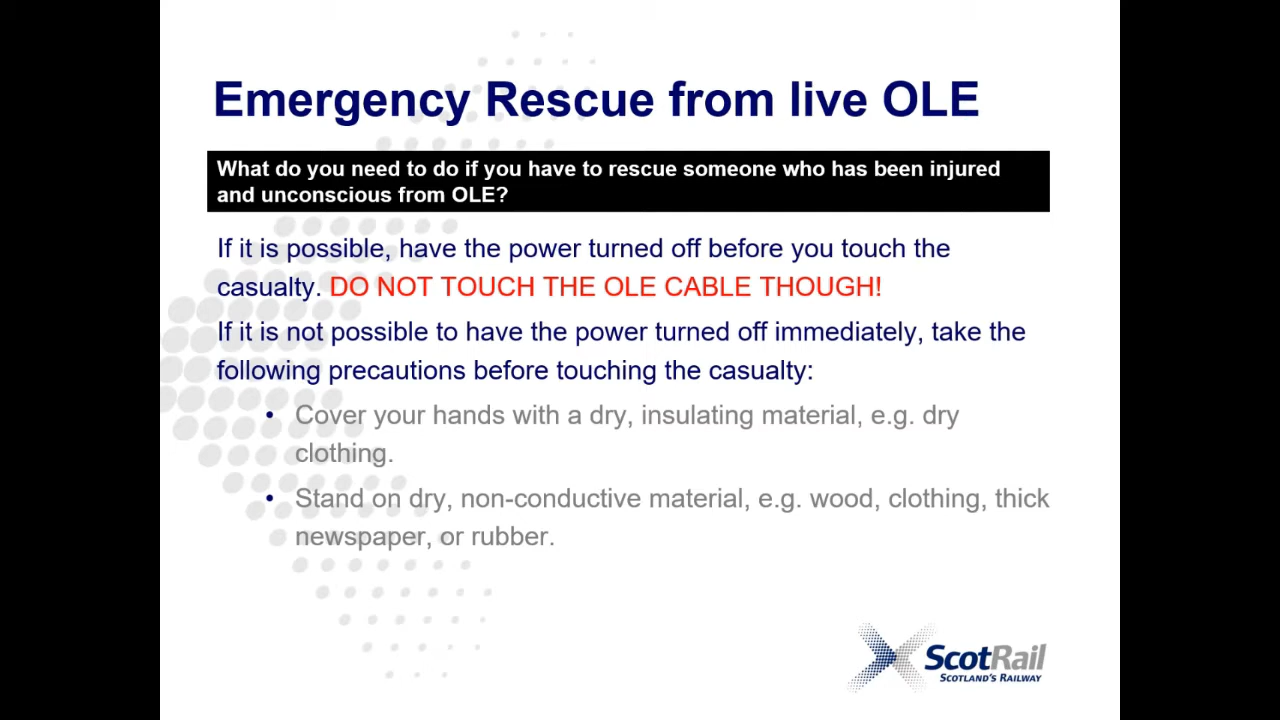 Emergency Rescue from live OLE
What do you need to do if you have to rescue someone who has been injured
and unconscious from OLE?
If it is possible, have the power turned off before you touch the
casualty. DO NOT TOUCH THE OLE CABLE THOUGH!
If it is not possible to have the power turned off immediately, take the
following precautions before touching the casualty:
• Cover your hands with a dry, insulating material, e.g. dry
clothing.
• Stand on dry, non-conductive material, e.g. wood, clothing, thick
newspaper, or rubber.
ScotRail
SCOTLAND'S RAILWAY